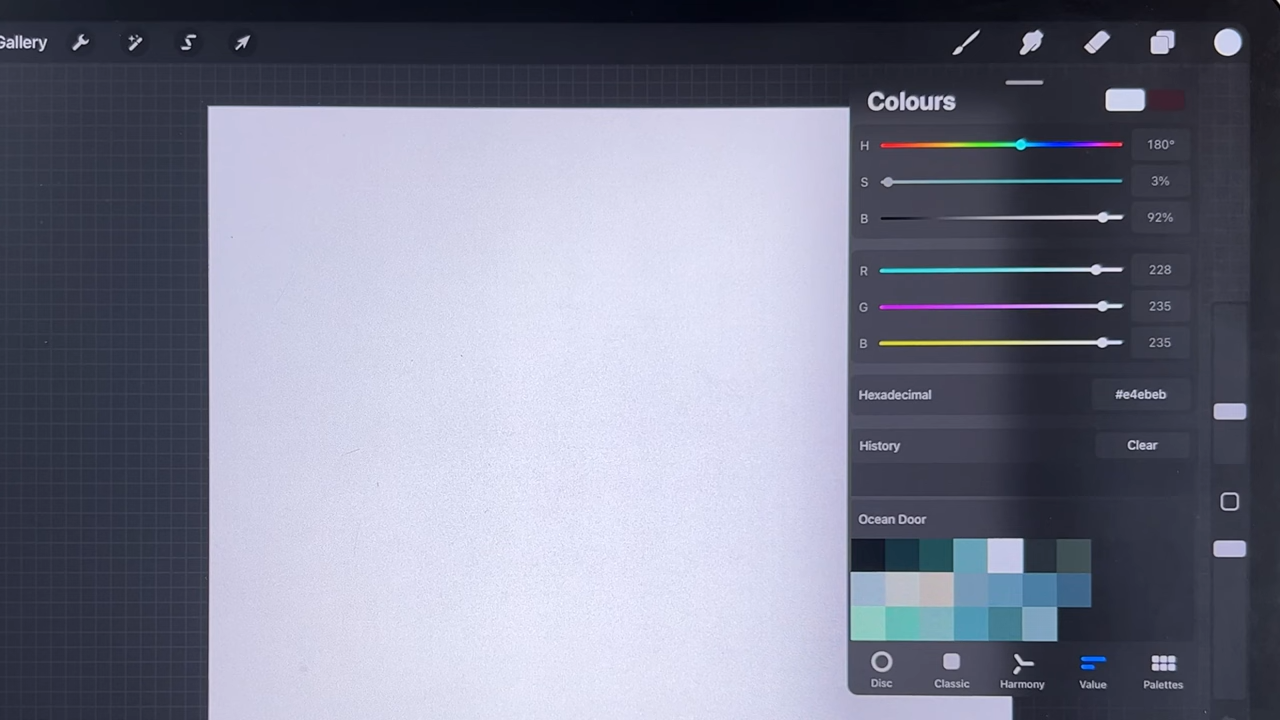 Gallery
Colours
H 180°
S 3%
B 92%
R 228
G 235
B 235
Hexadecimal #e4ebeb
History Clear
Ocean Door
Disc Classic Harmony Value Palettes